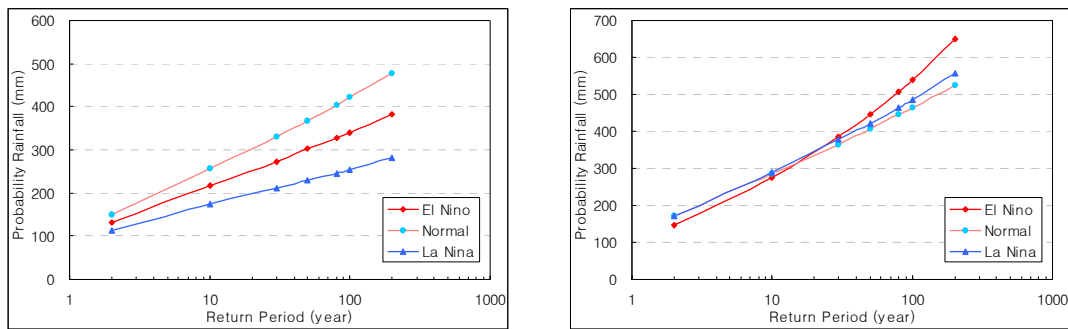 600
500
400
300
200
100
0
Probability Rainfall (mm)
El Nino
Normal
La Nina
1
10
100
1000
Return Period (year)
700
600
500
400
300
200
100
0
Probability Rainfall (mm)
El Nino
Normal
La Nina
1
10
100
1000
Return Period (year)